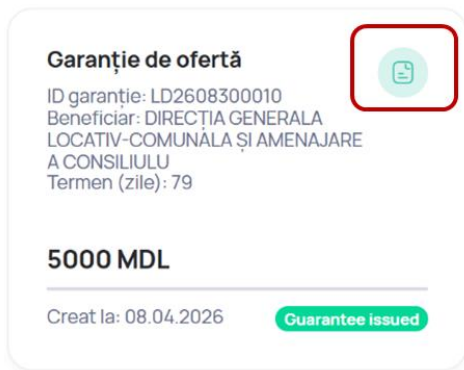 Garanție de ofertă
ID garanție: LD2608300010
Beneficiar: DIRECȚIA GENERALA
LOCATIV-COMUNALA ȘI AMENAJARE
A CONSILIULU
Termen (zile): 79
5000 MDL
Creat la: 08.04.2026
Guarantee issued